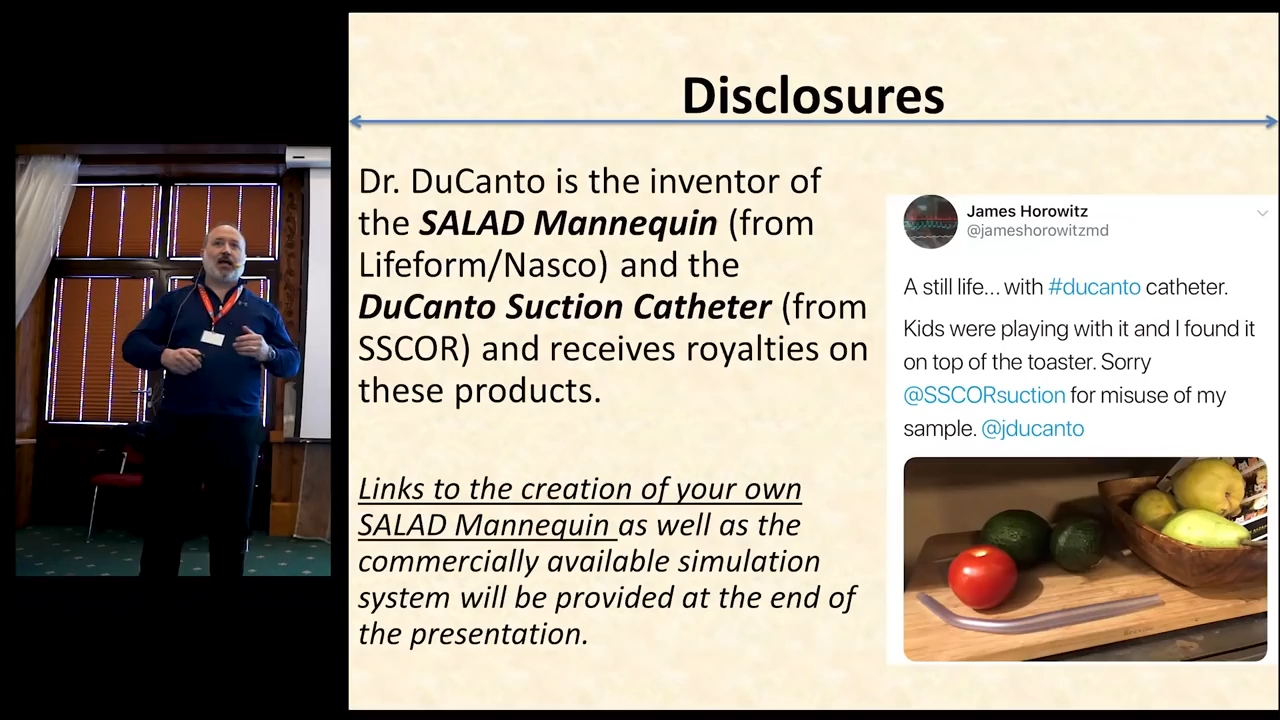 Disclosures
Dr. DuCanto is the inventor of
the SALAD Mannequin (from
Lifeform/Nasco) and the
DuCanto Suction Catheter (from
SSCOR) and receives royalties on
these products.
Links to the creation of your own
SALAD Mannequin as well as the
commercially available simulation
system will be provided at the end of
the presentation.
James Horowitz
@jameshorowitzmd
A still life... with #ducanto catheter.
Kids were playing with it and I found it
on top of the toaster. Sorry
@SSCORsuction for misuse of my
sample. @jducanto